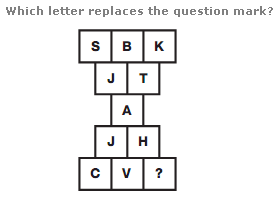 Which letter replaces the question mark?
S B K
J T
A
J H
C V ?